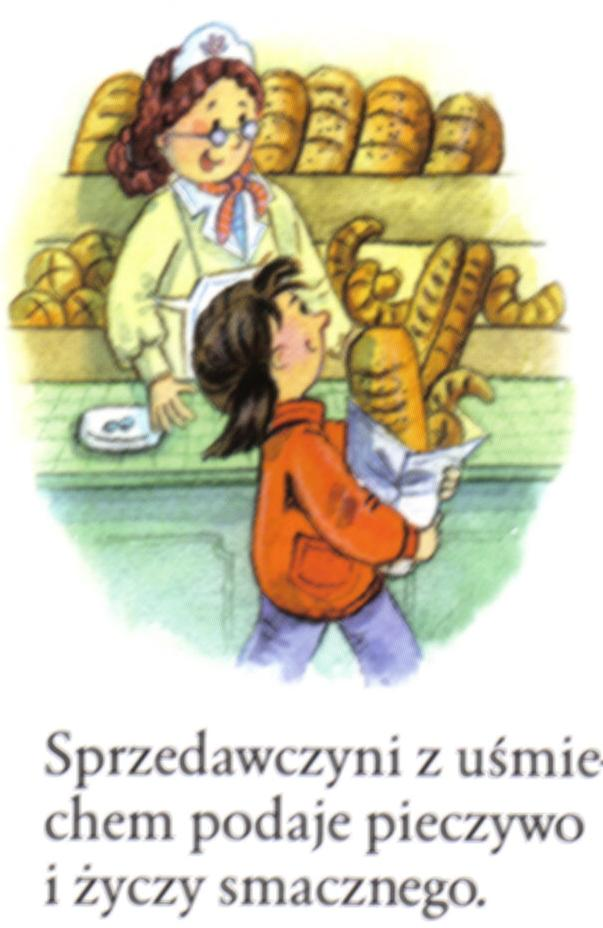 Sprzedawczyni z uśmie-
chem podaje pieczywo
i życzy smacznego.